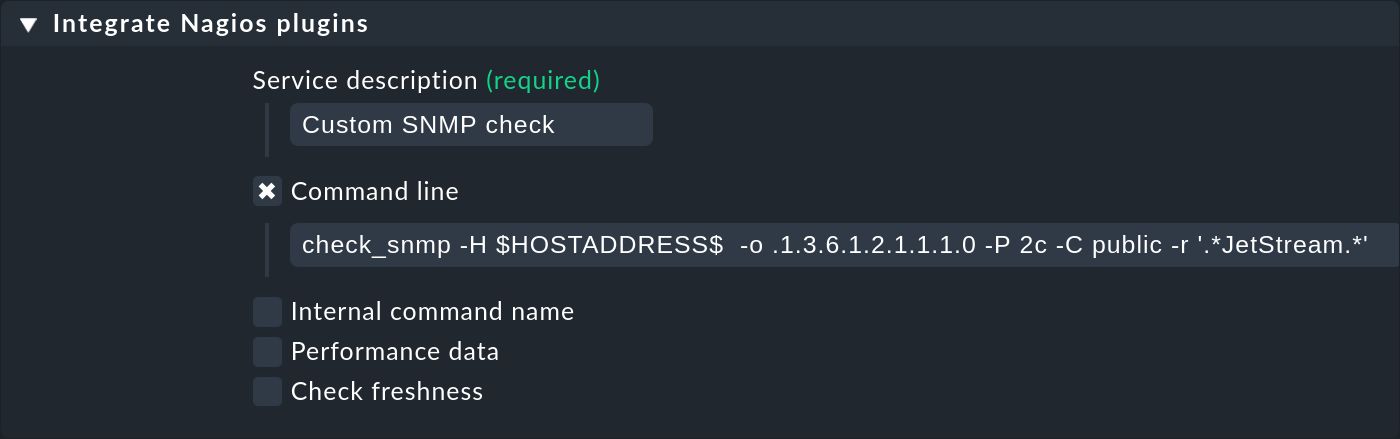 Integrate Nagios plugins
Service description (required)
Custom SNMP check
Command line
check_snmp -H $HOSTADDRESS$  -o .1.3.6.1.2.1.1.1.0 -P 2c -C public -r '.*JetStream.*'
Internal command name
Performance data
Check freshness